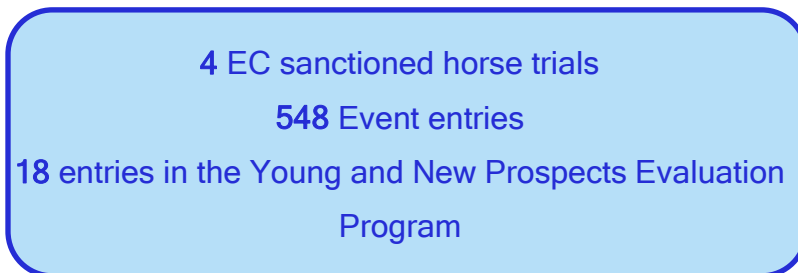 4 EC sanctioned horse trials
548 Event entries
18 entries in the Young and New Prospects Evaluation
Program